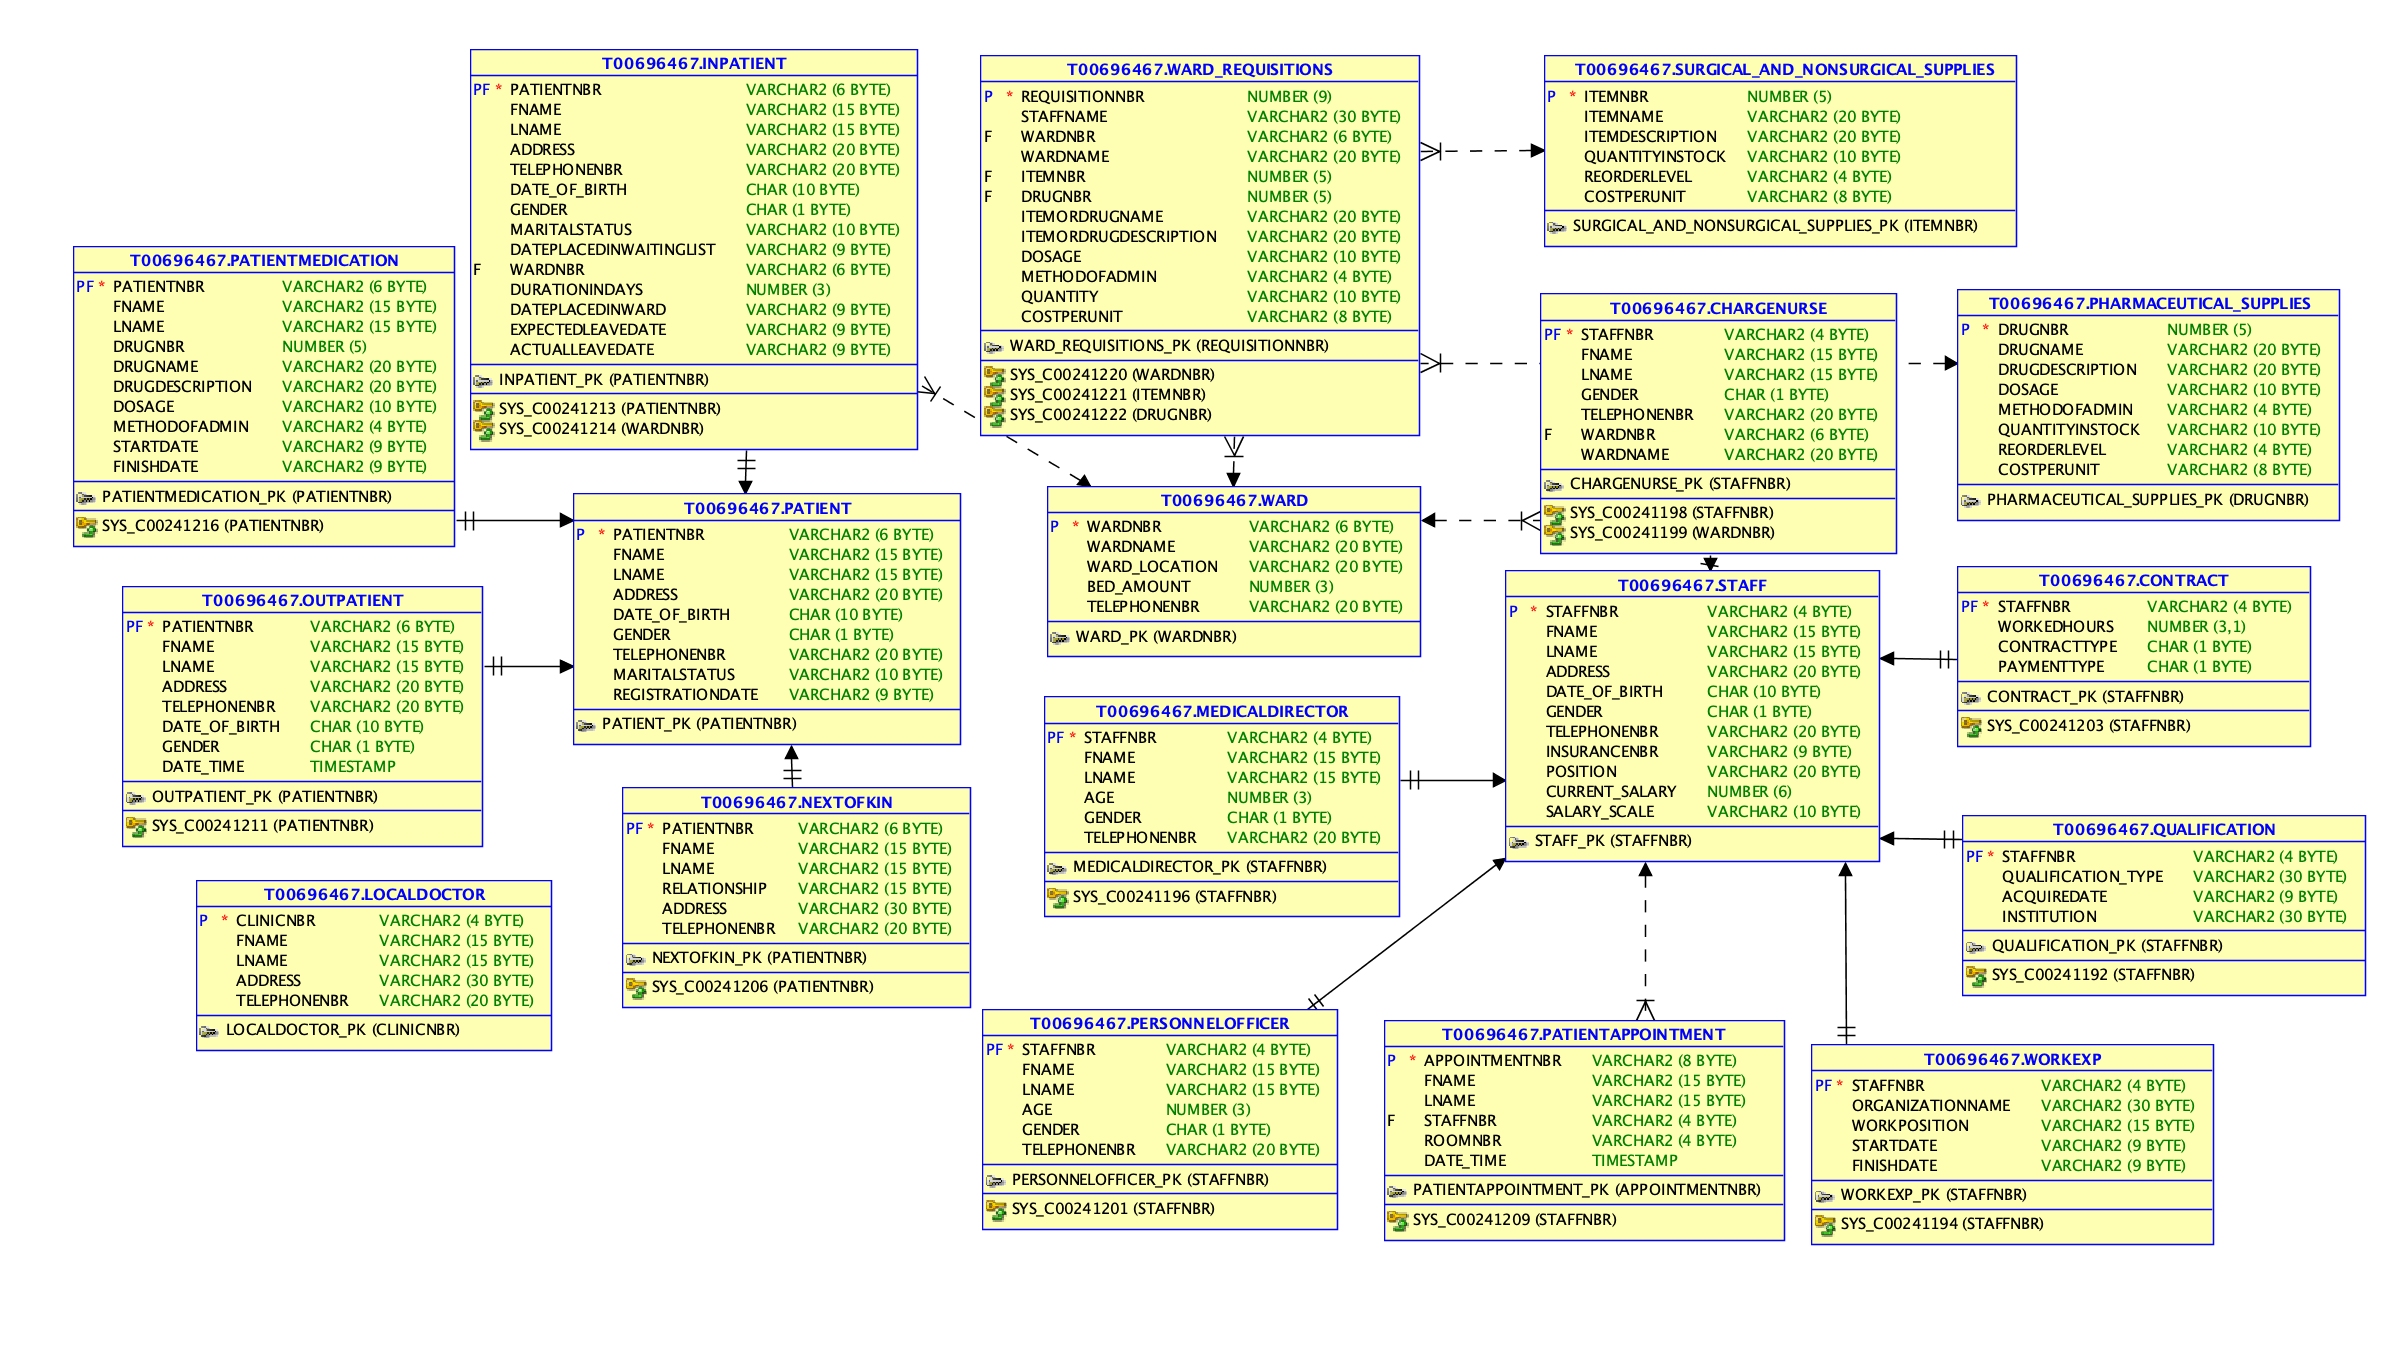 T00696467.INPATIENT
PF * PATIENTNBR VARCHAR2 (6 BYTE)
FNAME VARCHAR2 (15 BYTE)
LNAME VARCHAR2 (15 BYTE)
ADDRESS VARCHAR2 (20 BYTE)
TELEPHONENBR VARCHAR2 (20 BYTE)
DATE_OF_BIRTH CHAR (10 BYTE)
GENDER CHAR (1 BYTE)
MARITALSTATUS VARCHAR2 (10 BYTE)
DATEPLACEDINWAITINGLIST VARCHAR2 (9 BYTE)
F WARDNBR VARCHAR2 (6 BYTE)
DURATIONINDAYS NUMBER (3)
DATEPLACEDINWARD VARCHAR2 (9 BYTE)
EXPECTEDLEAVEDATE VARCHAR2 (9 BYTE)
ACTUALLEAVEDATE VARCHAR2 (9 BYTE)
INPATIENT_PK (PATIENTNBR)
SYS_C00241213 (PATIENTNBR)
SYS_C00241214 (WARDNBR)
T00696467.WARD_REQUISITIONS
P * REQUISITIONNBR NUMBER (9)
STAFFNAME VARCHAR2 (30 BYTE)
F WARDNBR VARCHAR2 (6 BYTE)
WARDNAME VARCHAR2 (20 BYTE)
F ITEMNBR NUMBER (5)
F DRUGNBR NUMBER (5)
ITEMORDRUGNAME VARCHAR2 (20 BYTE)
ITEMORDRUGDESCRIPTION VARCHAR2 (20 BYTE)
DOSAGE VARCHAR2 (10 BYTE)
METHODOFADMIN VARCHAR2 (4 BYTE)
QUANTITY VARCHAR2 (10 BYTE)
COSTPERUNIT VARCHAR2 (8 BYTE)
WARD_REQUISITIONS_PK (REQUISITIONNBR)
SYS_C00241220 (WARDNBR)
SYS_C00241221 (ITEMNBR)
SYS_C00241222 (DRUGNBR)
T00696467.SURGICAL_AND_NONSURGICAL_SUPPLIES
P * ITEMNBR NUMBER (5)
ITEMNAME VARCHAR2 (20 BYTE)
ITEMDESCRIPTION VARCHAR2 (20 BYTE)
QUANTITYINSTOCK VARCHAR2 (10 BYTE)
REORDERLEVEL VARCHAR2 (4 BYTE)
COSTPERUNIT VARCHAR2 (8 BYTE)
SURGICAL_AND_NONSURGICAL_SUPPLIES_PK (ITEMNBR)
T00696467.PATIENTMEDICATION
PF * PATIENTNBR VARCHAR2 (6 BYTE)
FNAME VARCHAR2 (15 BYTE)
LNAME VARCHAR2 (15 BYTE)
DRUGNBR NUMBER (5)
DRUGNAME VARCHAR2 (20 BYTE)
DRUGDESCRIPTION VARCHAR2 (20 BYTE)
DOSAGE VARCHAR2 (10 BYTE)
METHODOFADMIN VARCHAR2 (4 BYTE)
STARTDATE VARCHAR2 (9 BYTE)
FINISHDATE VARCHAR2 (9 BYTE)
PATIENTMEDICATION_PK (PATIENTNBR)
SYS_C00241216 (PATIENTNBR)
T00696467.CHARGENURSE
PF * STAFFNBR VARCHAR2 (4 BYTE)
FNAME VARCHAR2 (15 BYTE)
LNAME VARCHAR2 (15 BYTE)
GENDER CHAR (1 BYTE)
TELEPHONENBR VARCHAR2 (20 BYTE)
F WARDNBR VARCHAR2 (6 BYTE)
WARDNAME VARCHAR2 (20 BYTE)
CHARGENURSE_PK (STAFFNBR)
SYS_C00241198 (STAFFNBR)
SYS_C00241199 (WARDNBR)
T00696467.PHARMACEUTICAL_SUPPLIES
P * DRUGNBR NUMBER (5)
DRUGNAME VARCHAR2 (20 BYTE)
DRUGDESCRIPTION VARCHAR2 (20 BYTE)
DOSAGE VARCHAR2 (10 BYTE)
METHODOFADMIN VARCHAR2 (4 BYTE)
QUANTITYINSTOCK VARCHAR2 (10 BYTE)
REORDERLEVEL VARCHAR2 (4 BYTE)
COSTPERUNIT VARCHAR2 (8 BYTE)
PHARMACEUTICAL_SUPPLIES_PK (DRUGNBR)
T00696467.PATIENT
P * PATIENTNBR VARCHAR2 (6 BYTE)
FNAME VARCHAR2 (15 BYTE)
LNAME VARCHAR2 (15 BYTE)
ADDRESS VARCHAR2 (20 BYTE)
DATE_OF_BIRTH CHAR (10 BYTE)
GENDER CHAR (1 BYTE)
TELEPHONENBR VARCHAR2 (20 BYTE)
MARITALSTATUS VARCHAR2 (10 BYTE)
REGISTRATIONDATE VARCHAR2 (9 BYTE)
PATIENT_PK (PATIENTNBR)
T00696467.WARD
P * WARDNBR VARCHAR2 (6 BYTE)
WARDNAME VARCHAR2 (20 BYTE)
WARD_LOCATION VARCHAR2 (20 BYTE)
BED_AMOUNT NUMBER (3)
TELEPHONENBR VARCHAR2 (20 BYTE)
WARD_PK (WARDNBR)
T00696467.OUTPATIENT
PF * PATIENTNBR VARCHAR2 (6 BYTE)
FNAME VARCHAR2 (15 BYTE)
LNAME VARCHAR2 (15 BYTE)
ADDRESS VARCHAR2 (20 BYTE)
TELEPHONENBR VARCHAR2 (20 BYTE)
DATE_OF_BIRTH CHAR (10 BYTE)
GENDER CHAR (1 BYTE)
DATE_TIME TIMESTAMP
OUTPATIENT_PK (PATIENTNBR)
SYS_C00241211 (PATIENTNBR)
T00696467.STAFF
P * STAFFNBR VARCHAR2 (4 BYTE)
FNAME VARCHAR2 (15 BYTE)
LNAME VARCHAR2 (15 BYTE)
ADDRESS VARCHAR2 (20 BYTE)
DATE_OF_BIRTH CHAR (10 BYTE)
GENDER CHAR (1 BYTE)
TELEPHONENBR VARCHAR2 (20 BYTE)
INSURANCENBR VARCHAR2 (9 BYTE)
POSITION VARCHAR2 (20 BYTE)
CURRENT_SALARY NUMBER (6)
SALARY_SCALE VARCHAR2 (10 BYTE)
STAFF_PK (STAFFNBR)
T00696467.CONTRACT
PF * STAFFNBR VARCHAR2 (4 BYTE)
WORKEDHOURS NUMBER (3,1)
CONTRACTTYPE CHAR (1 BYTE)
PAYMENTTYPE CHAR (1 BYTE)
CONTRACT_PK (STAFFNBR)
SYS_C00241203 (STAFFNBR)
T00696467.MEDICALDIRECTOR
PF * STAFFNBR VARCHAR2 (4 BYTE)
FNAME VARCHAR2 (15 BYTE)
LNAME VARCHAR2 (15 BYTE)
AGE NUMBER (3)
GENDER CHAR (1 BYTE)
TELEPHONENBR VARCHAR2 (20 BYTE)
MEDICALDIRECTOR_PK (STAFFNBR)
SYS_C00241196 (STAFFNBR)
T00696467.NEXTOFKIN
PF * PATIENTNBR VARCHAR2 (6 BYTE)
FNAME VARCHAR2 (15 BYTE)
LNAME VARCHAR2 (15 BYTE)
RELATIONSHIP VARCHAR2 (15 BYTE)
ADDRESS VARCHAR2 (30 BYTE)
TELEPHONENBR VARCHAR2 (20 BYTE)
NEXTOFKIN_PK (PATIENTNBR)
SYS_C00241206 (PATIENTNBR)
T00696467.QUALIFICATION
PF * STAFFNBR VARCHAR2 (4 BYTE)
QUALIFICATION_TYPE VARCHAR2 (30 BYTE)
ACQUIREDATE VARCHAR2 (9 BYTE)
INSTITUTION VARCHAR2 (30 BYTE)
QUALIFICATION_PK (STAFFNBR)
SYS_C00241192 (STAFFNBR)
T00696467.LOCALDOCTOR
P * CLINICNBR VARCHAR2 (4 BYTE)
FNAME VARCHAR2 (15 BYTE)
LNAME VARCHAR2 (15 BYTE)
ADDRESS VARCHAR2 (30 BYTE)
TELEPHONENBR VARCHAR2 (20 BYTE)
LOCALDOCTOR_PK (CLINICNBR)
T00696467.PERSONNELOFFICER
PF * STAFFNBR VARCHAR2 (4 BYTE)
FNAME VARCHAR2 (15 BYTE)
LNAME VARCHAR2 (15 BYTE)
AGE NUMBER (3)
GENDER CHAR (1 BYTE)
TELEPHONENBR VARCHAR2 (20 BYTE)
PERSONNELOFFICER_PK (STAFFNBR)
SYS_C00241201 (STAFFNBR)
T00696467.PATIENTAPPOINTMENT
P * APPOINTMENTNBR VARCHAR2 (8 BYTE)
FNAME VARCHAR2 (15 BYTE)
LNAME VARCHAR2 (15 BYTE)
F STAFFNBR VARCHAR2 (4 BYTE)
ROOMNBR VARCHAR2 (4 BYTE)
DATE_TIME TIMESTAMP
PATIENTAPPOINTMENT_PK (APPOINTMENTNBR)
SYS_C00241209 (STAFFNBR)
T00696467.WORKEXP
PF * STAFFNBR VARCHAR2 (4 BYTE)
ORGANIZATIONNAME VARCHAR2 (30 BYTE)
WORKPOSITION VARCHAR2 (15 BYTE)
STARTDATE VARCHAR2 (9 BYTE)
FINISHDATE VARCHAR2 (9 BYTE)
WORKEXP_PK (STAFFNBR)
SYS_C00241194 (STAFFNBR)